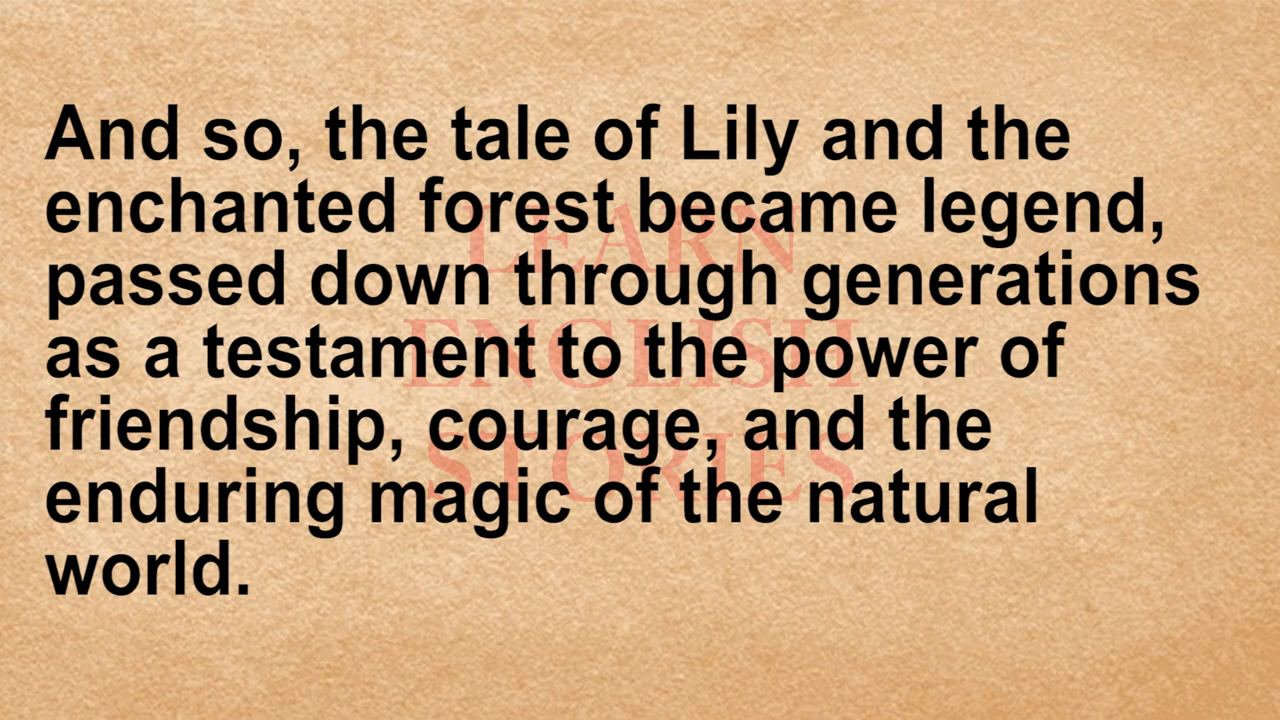 And so, the tale of Lily and the
enchanted forest became legend,
passed down through generations
as a testament to the power of
friendship, courage, and the
enduring magic of the natural
world.
LEARN
ENGLISH
STORIES